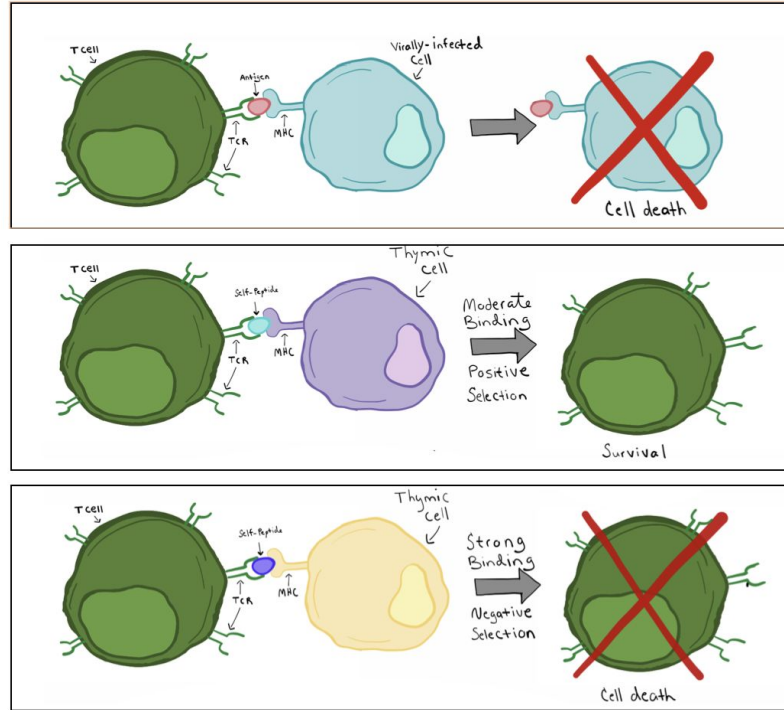 T cell
Virally-infected
Cell
Antigen
TCR
MHC
Cell death
T cell
Thymic
Cell
Self-Peptide
TCR
MHC
Moderate
Binding
Positive
Selection
Survival
T cell
Thymic
Cell
Self-Peptide
TCR
MHC
Strong
Binding
Negative
Selection
Cell death